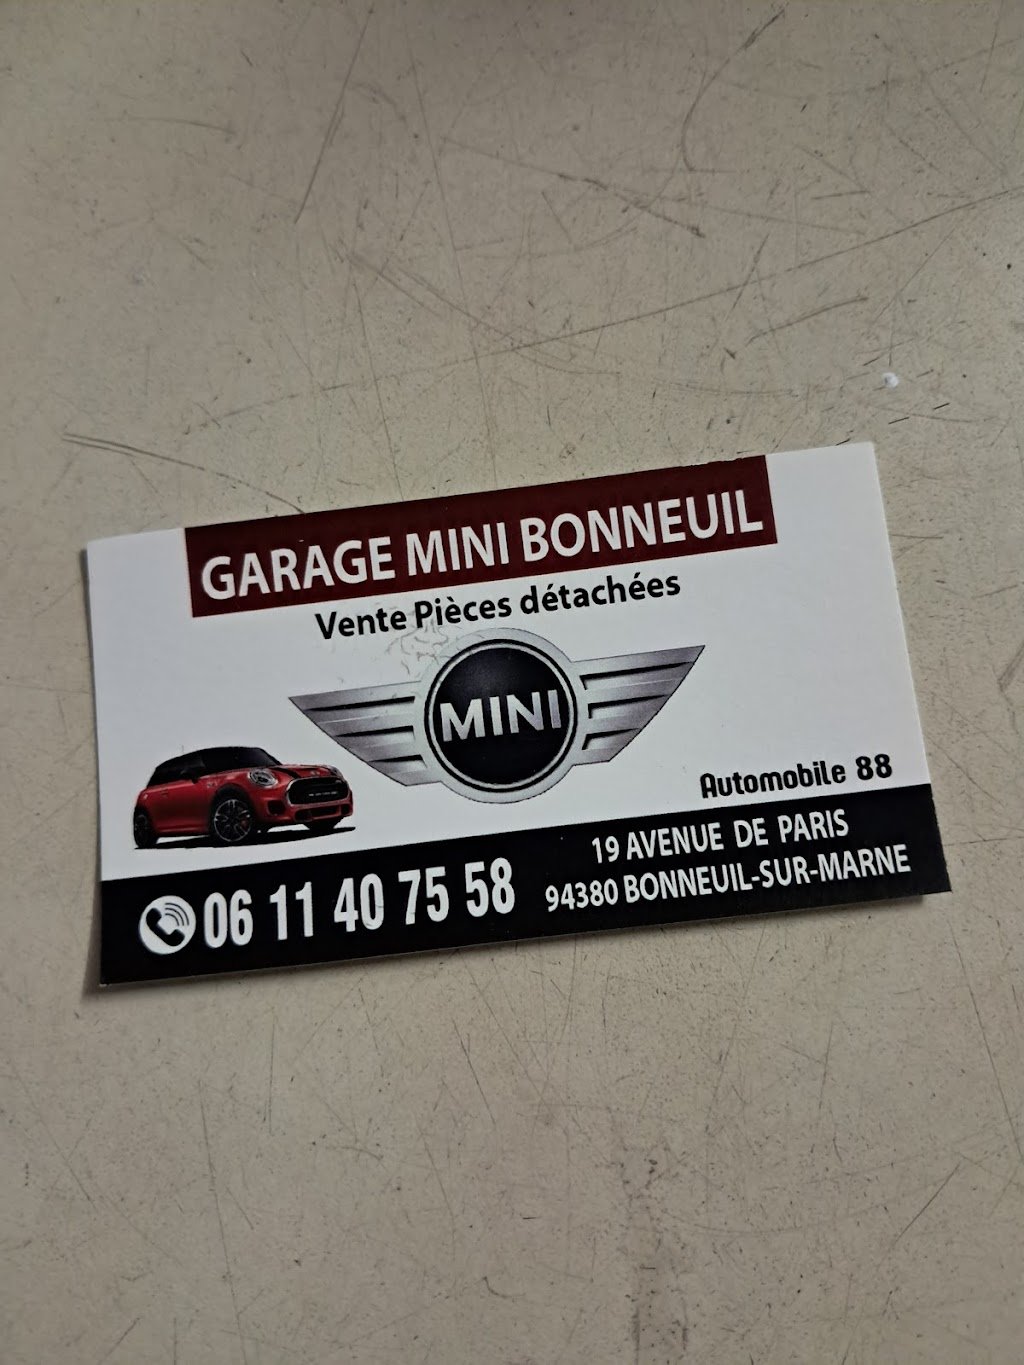 GARAGE MINI BONNEUIL
Vente Pièces détachées
MINI
Automobile 88
06 11 40 75 58
19 AVENUE DE PARIS
94380 BONNEUIL-SUR-MARNE